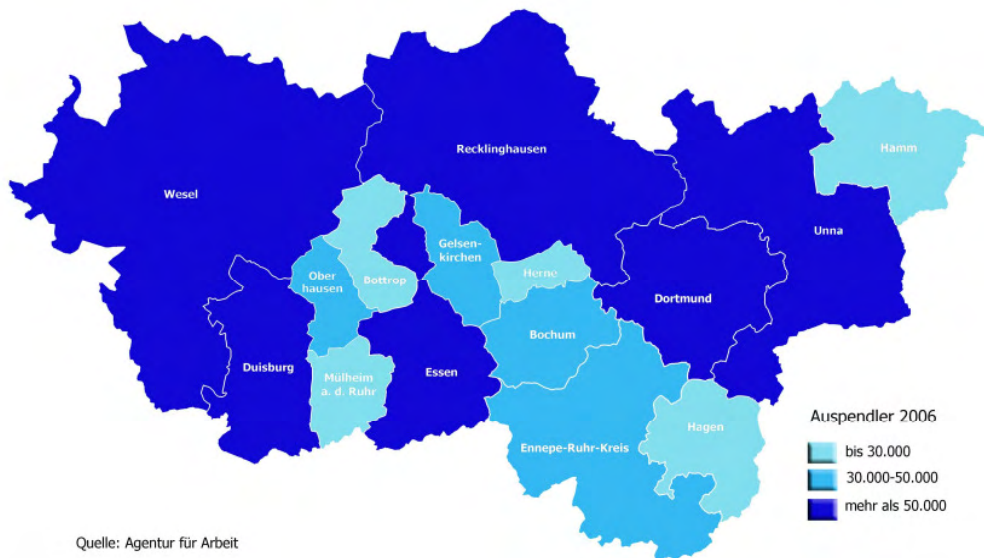 Recklinghausen
Hamm
Wesel
Unna
Gelsen-
kirchen
Herne
Ober
hausen
Bottrop
Dortmund
Bochum
Duisburg
Mülheim
a. d. Ruhr
Essen
Hagen
Ennepe-Ruhr-Kreis
Auspendler 2006
bis 30.000
30.000-50.000
mehr als 50.000
Quelle: Agentur für Arbeit